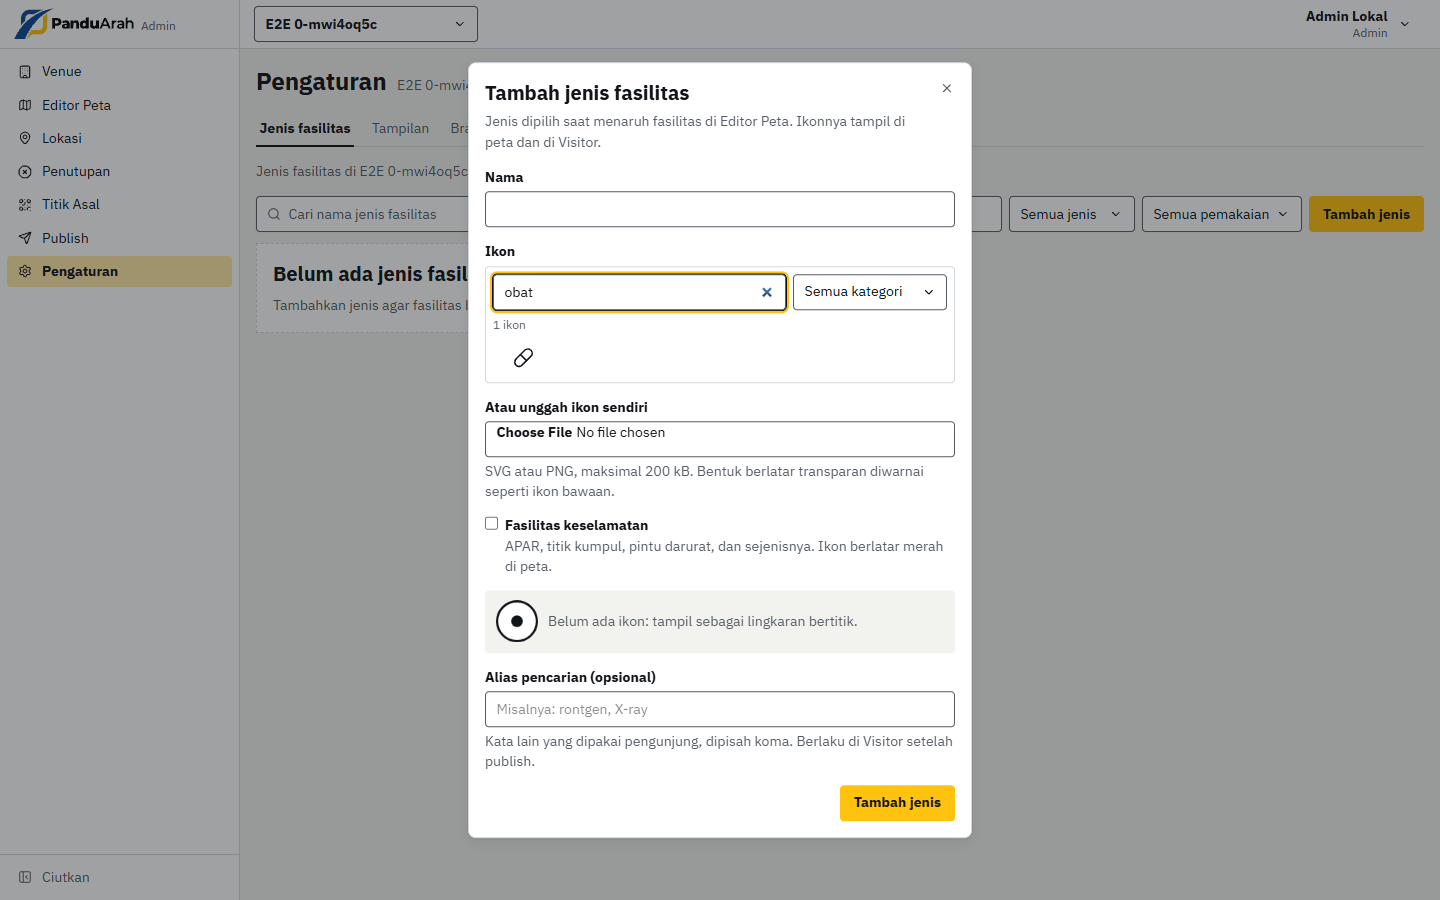 PanduArah Admin
E2E 0-mwi4oq5c
Admin Lokal
Admin
Venue
Editor Peta
Lokasi
Penutupan
Titik Asal
Publish
Pengaturan
Ciutkan
Pengaturan E2E 0-mwi4
Jenis fasilitas Tampilan Bra
Jenis fasilitas di E2E 0-mwi4oq5c
Cari nama jenis fasilitas
Semua jenis
Semua pemakaian
Tambah jenis
Belum ada jenis fasil
Tambahkan jenis agar fasilitas
Tambah jenis fasilitas
Jenis dipilih saat menaruh fasilitas di Editor Peta. Ikonnya tampil di
peta dan di Visitor.
Nama
Ikon
obat
Semua kategori
1 ikon
Atau unggah ikon sendiri
Choose File No file chosen
SVG atau PNG, maksimal 200 kB. Bentuk berlatar transparan diwarnai
seperti ikon bawaan.
Fasilitas keselamatan
APAR, titik kumpul, pintu darurat, dan sejenisnya. Ikon berlatar merah
di peta.
Belum ada ikon: tampil sebagai lingkaran bertitik.
Alias pencarian (opsional)
Misalnya: rontgen, X-ray
Kata lain yang dipakai pengunjung, dipisah koma. Berlaku di Visitor setelah
publish.
Tambah jenis